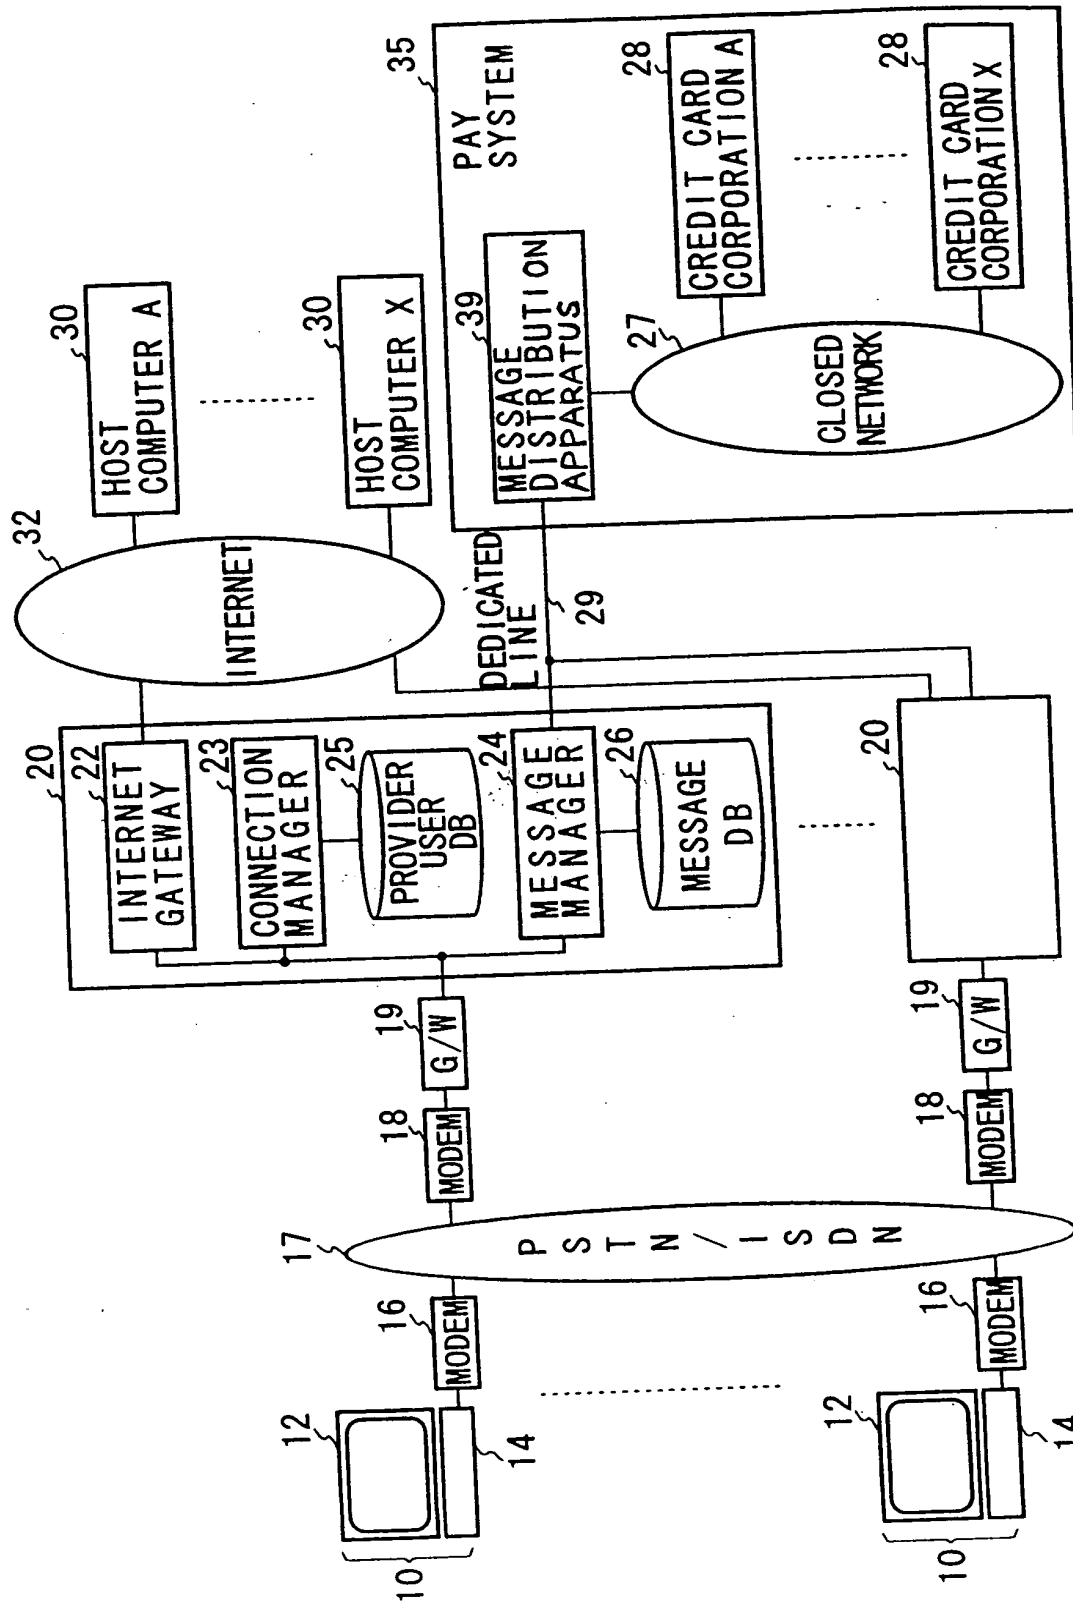 35
PAY
SYSTEM
28
CREDIT CARD
CORPORATION A
28
CREDIT CARD
CORPORATION X
39
MESSAGE
DISTRIBUTION
APPARATUS
27
CLOSED
NETWORK
30
HOST
COMPUTER A
30
HOST
COMPUTER X
32
INTERNET
DEDICATED
LINE
29
20
22
INTERNET
GATEWAY
23
CONNECTION
MANAGER
25
PROVIDER
USER
DB
24
MESSAGE
MANAGER
26
MESSAGE
DB
20
19
G/W
19
G/W
18
MODEM
18
MODEM
17
PSTN/ISDN
16
MODEM
16
MODEM
12
14
10
12
14
10